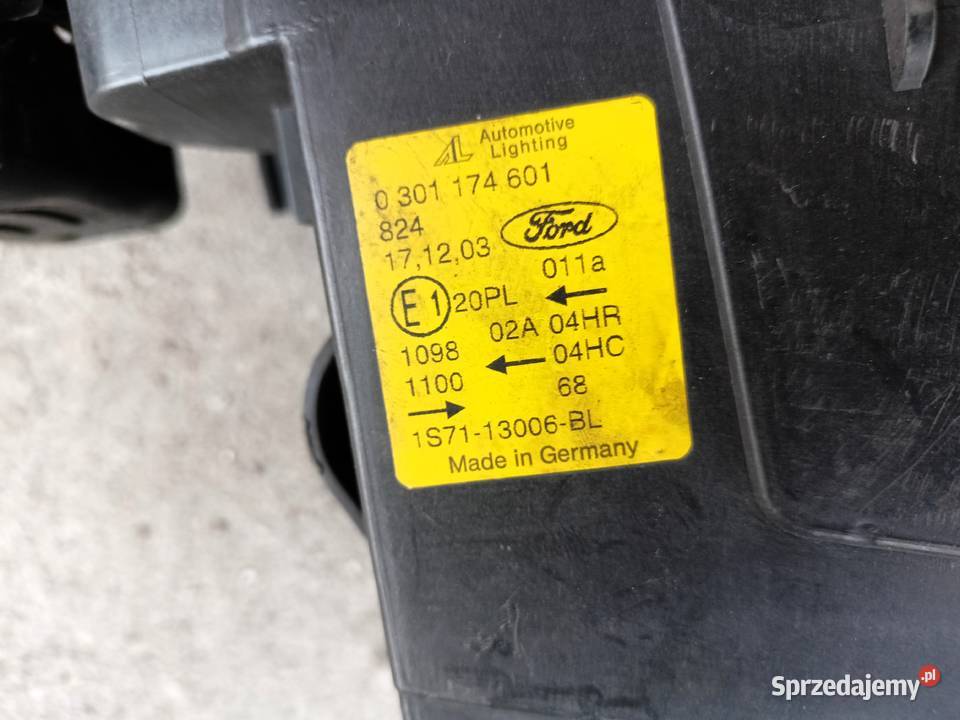 AL Automotive
Lighting
0 301 174 601
824
Ford
17,12,03
011a
E1 20PL ←
02A 04HR
1098 ← 04HC
1100 68
→
1S71-13006-BL
Made in Germany
Sprzedajemy.pl